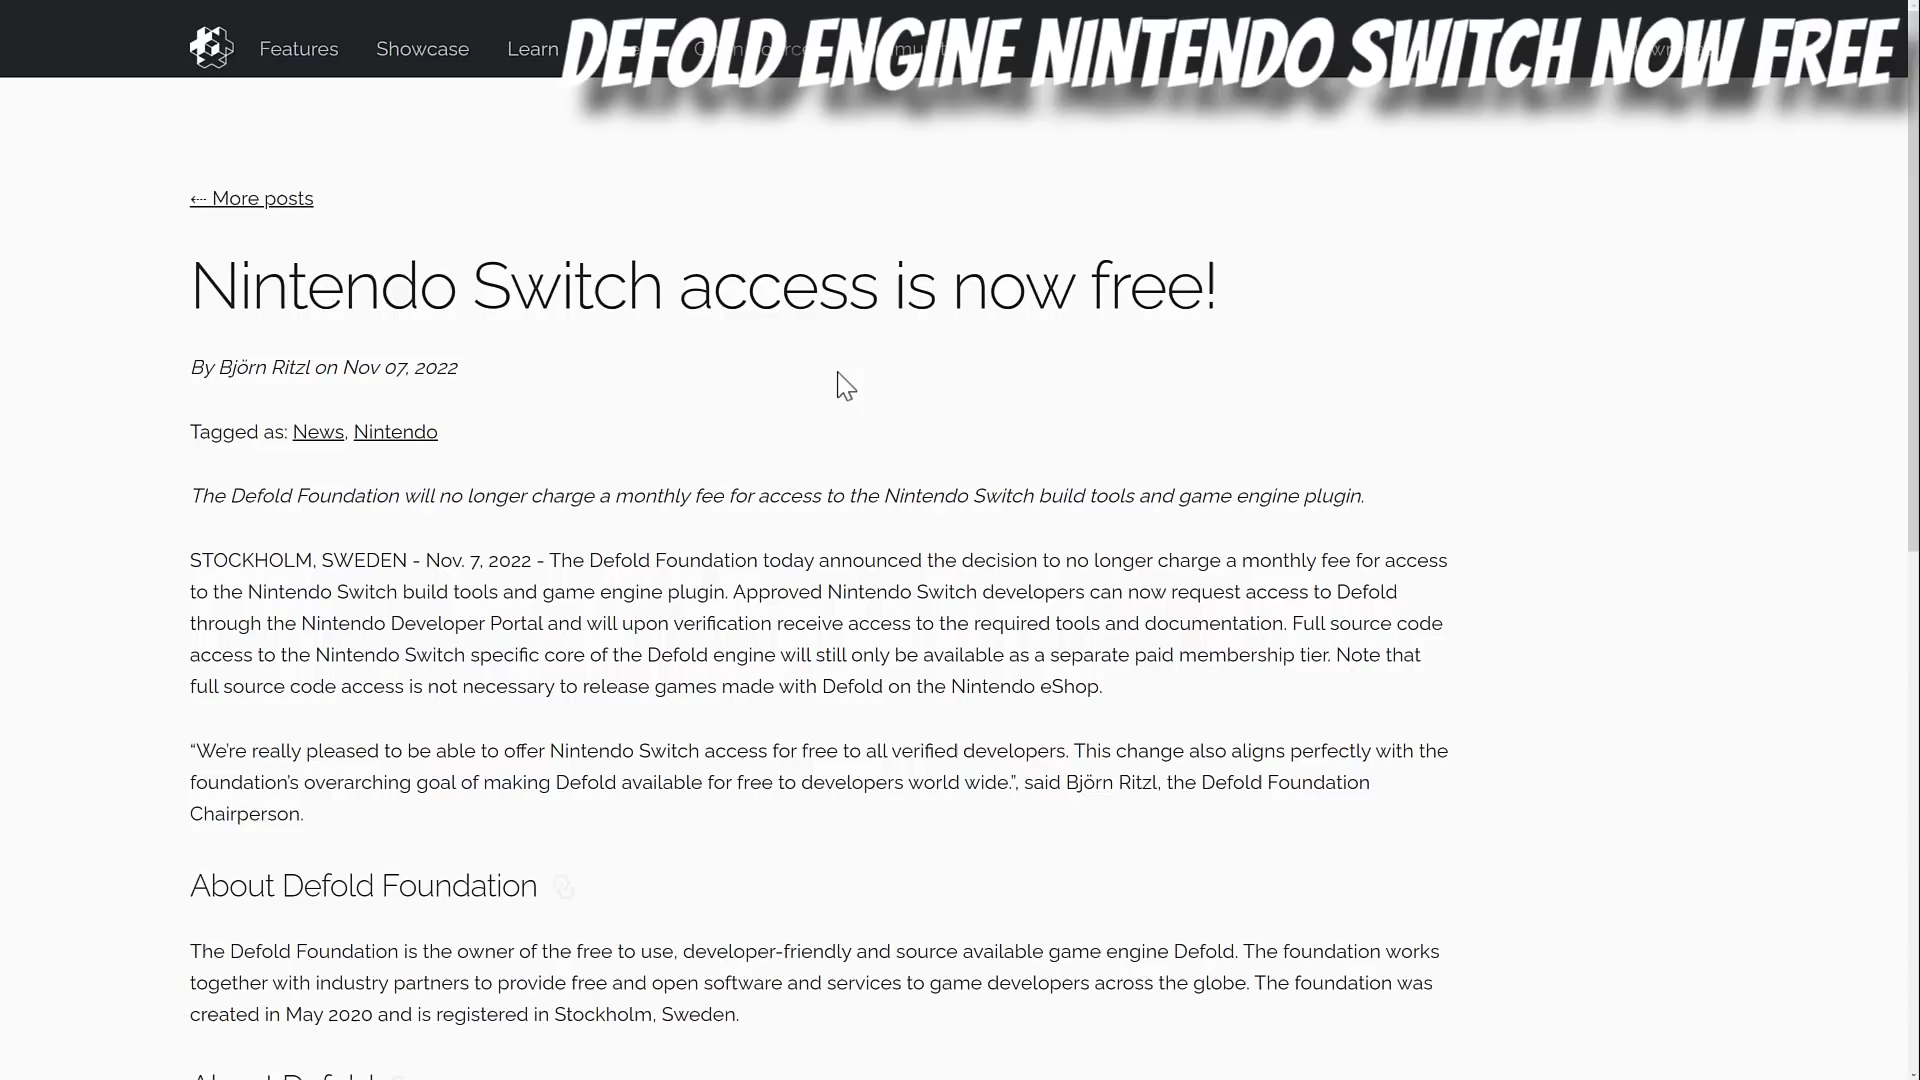 Features Showcase Learn
DEFOLD ENGINE NINTENDO SWITCH NOW FREE
← More posts
Nintendo Switch access is now free!
By Björn Ritzl on Nov 07, 2022
Tagged as: News, Nintendo
The Defold Foundation will no longer charge a monthly fee for access to the Nintendo Switch build tools and game engine plugin.
STOCKHOLM, SWEDEN - Nov. 7, 2022 - The Defold Foundation today announced the decision to no longer charge a monthly fee for access
to the Nintendo Switch build tools and game engine plugin. Approved Nintendo Switch developers can now request access to Defold
through the Nintendo Developer Portal and will upon verification receive access to the required tools and documentation. Full source code
access to the Nintendo Switch specific core of the Defold engine will still only be available as a separate paid membership tier. Note that
full source code access is not necessary to release games made with Defold on the Nintendo eShop.
“We’re really pleased to be able to offer Nintendo Switch access for free to all verified developers. This change also aligns perfectly with the
foundation’s overarching goal of making Defold available for free to developers world wide.”, said Björn Ritzl, the Defold Foundation
Chairperson.
About Defold Foundation
The Defold Foundation is the owner of the free to use, developer-friendly and source available game engine Defold. The foundation works
together with industry partners to provide free and open software and services to game developers across the globe. The foundation was
created in May 2020 and is registered in Stockholm, Sweden.